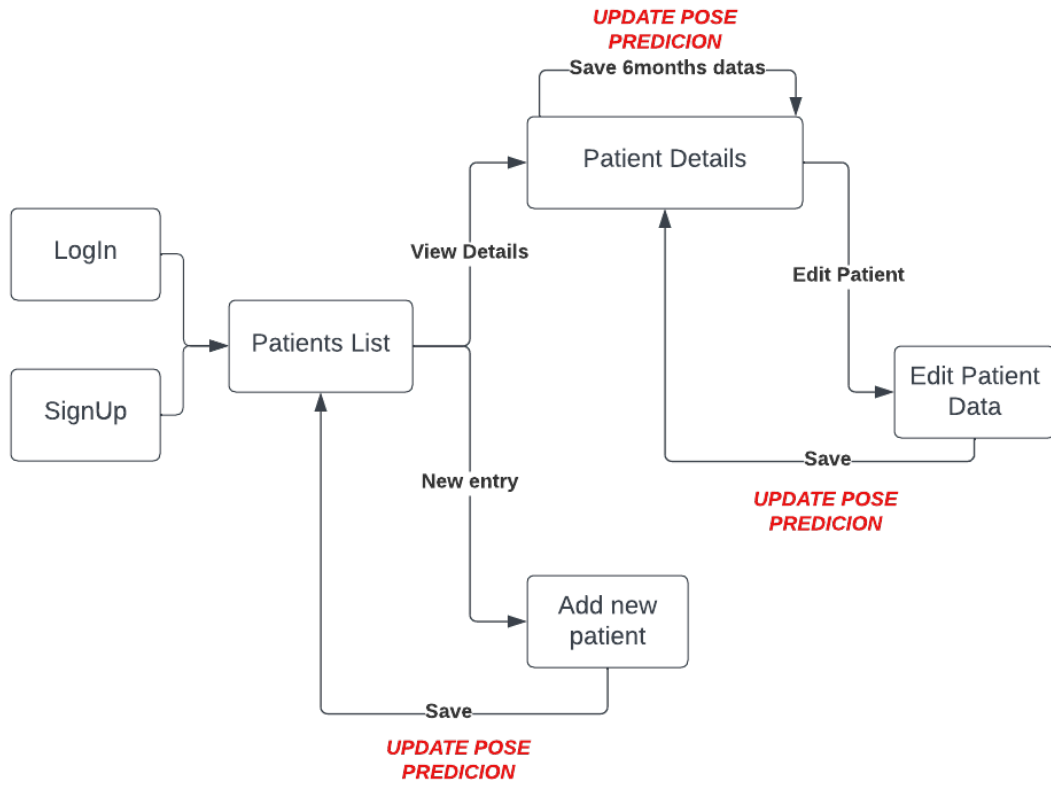 UPDATE POSE
PREDICION
Save 6months datas
Patient Details
LogIn
View Details
Edit Patient
Patients List
Edit Patient
Data
SignUp
Save
New entry
UPDATE POSE
PREDICION
Add new
patient
Save
UPDATE POSE
PREDICION